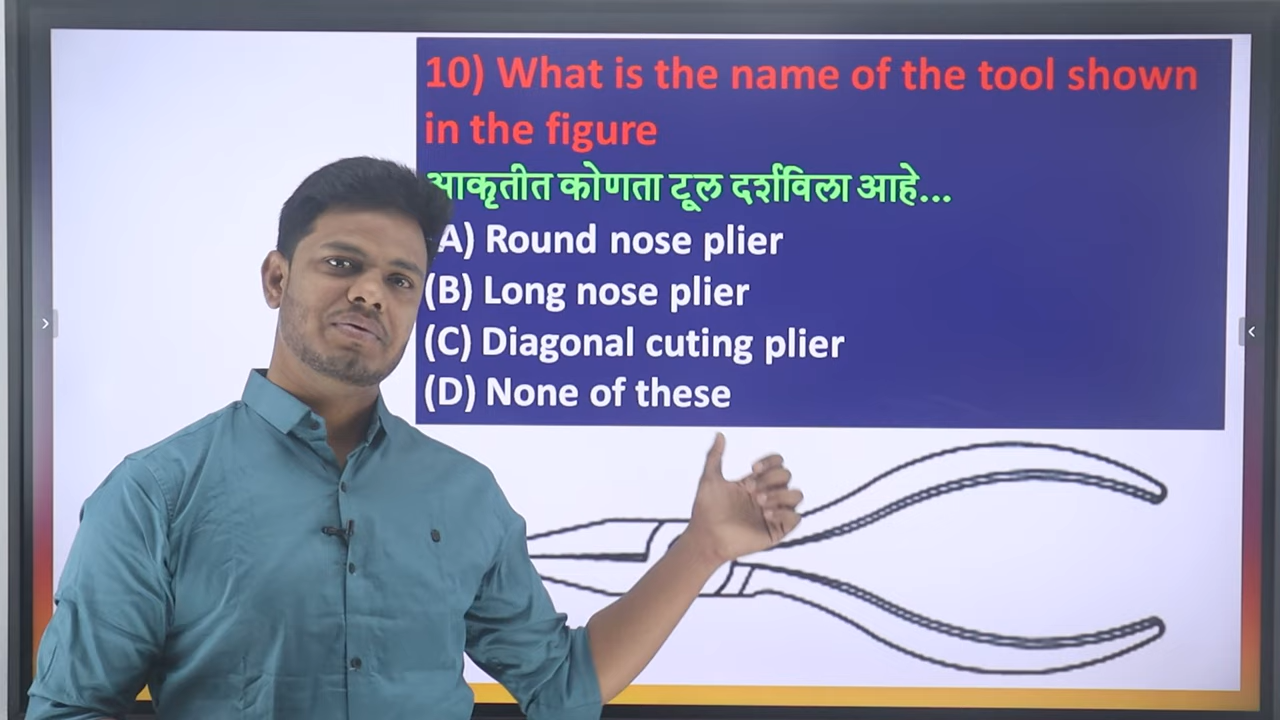 10) What is the name of the tool shown
in the figure
आकृतीत कोणता टूल दर्शविला आहे...
A) Round nose plier
(B) Long nose plier
(C) Diagonal cuting plier
(D) None of these